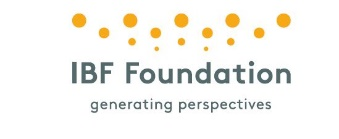 IBF Foundation
generating perspectives